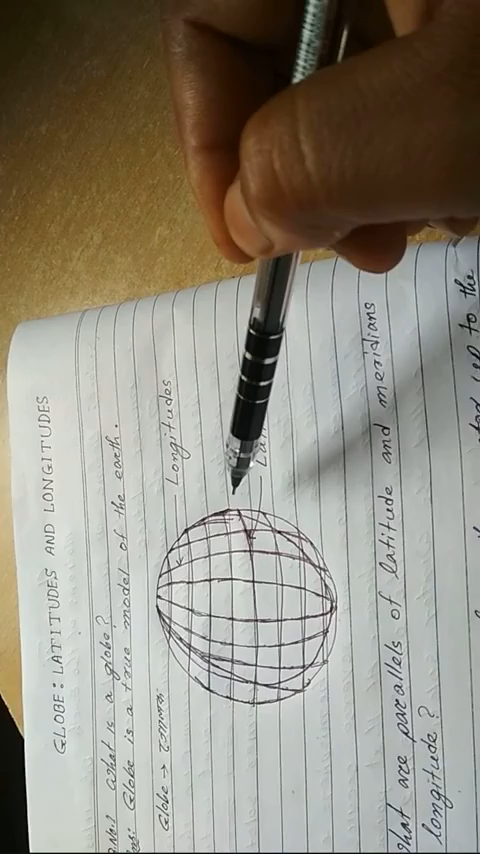 GLOBE: LATITUDES AND LONGITUDES
What is a globe?
Globe is a true model of the earth.
Globe →
Longitudes
what are parallels of latitude and meridians
longitude?
to the